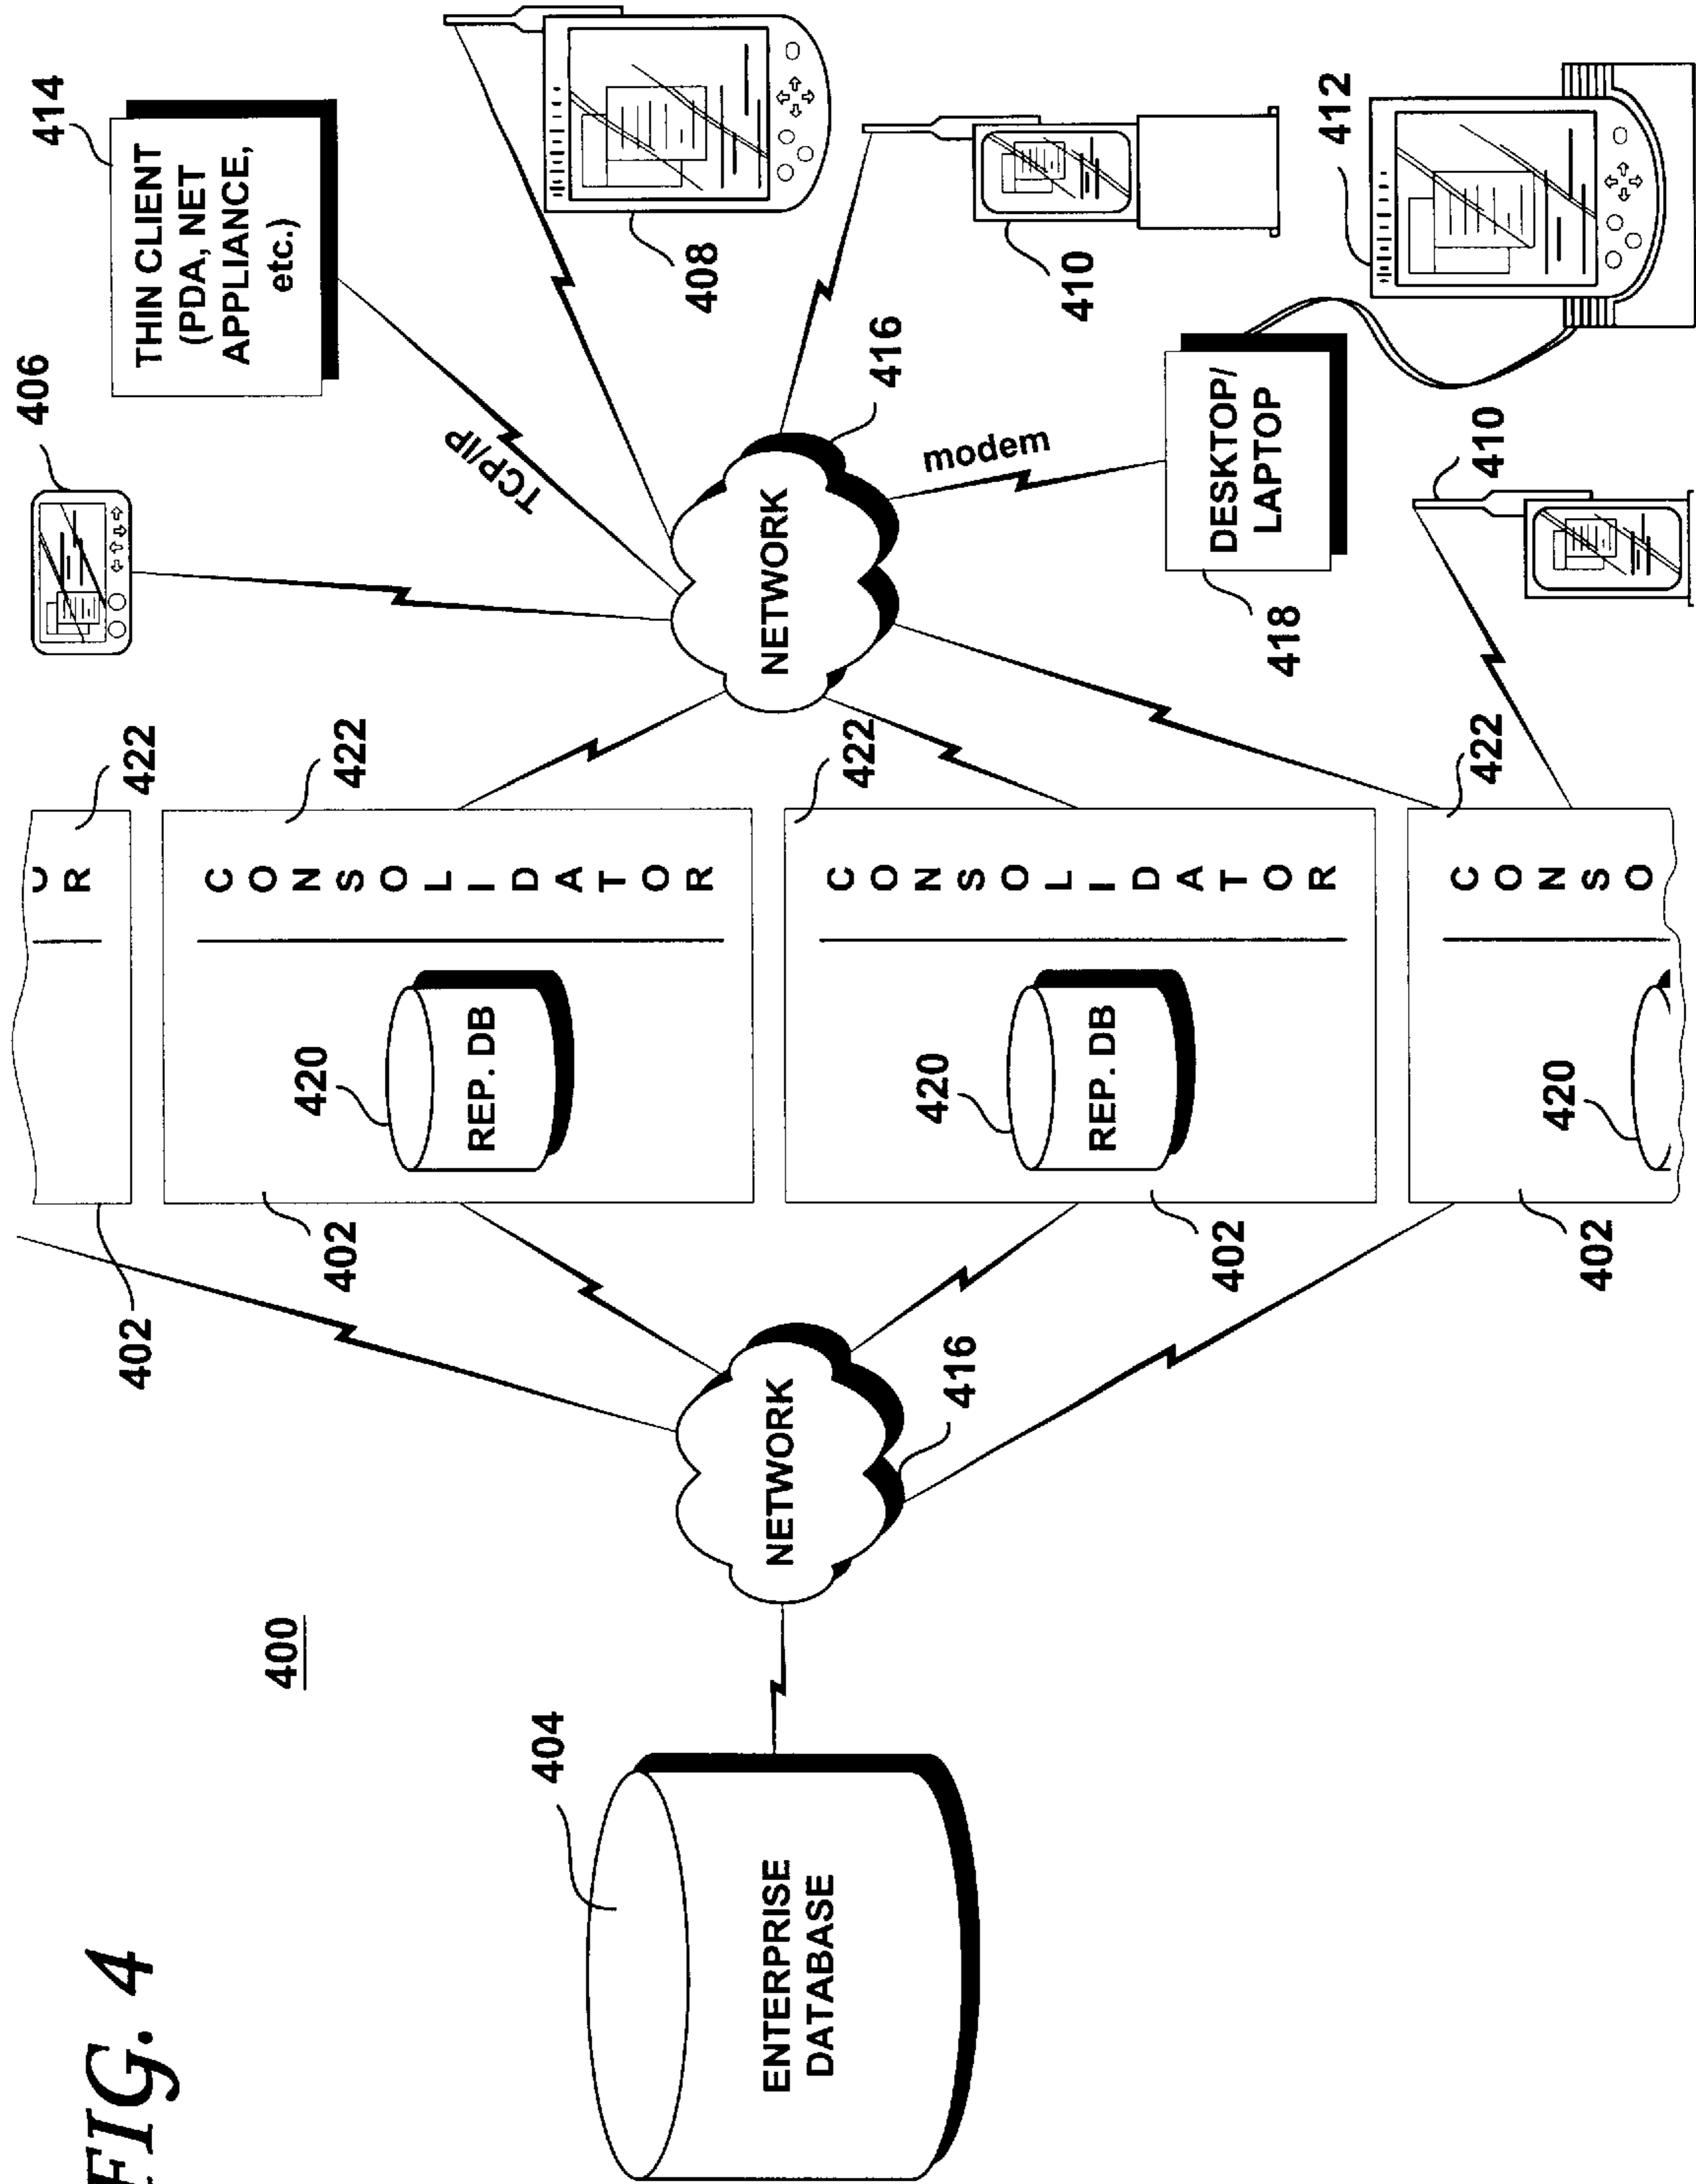 FIG. 4
400
404
ENTERPRISE
DATABASE
NETWORK
416
402
402
402
402
420
REP. DB
420
REP. DB
420
R
CONSOLIDATOR
CONSOLIDATOR
CONSO
422
422
422
422
NETWORK
416
406
414
THIN CLIENT
(PDA, NET
APPLIANCE,
etc.)
TCP/IP
408
410
modem
418
DESKTOP/
LAPTOP
412
410